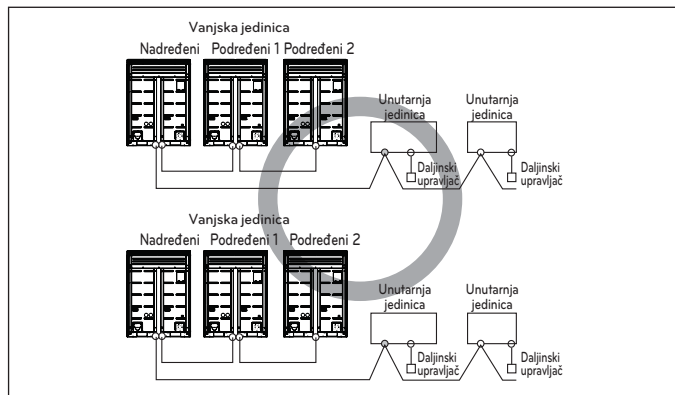 Vanjska jedinica
Nadređeni Podređeni 1 Podređeni 2
Unutarnja
jedinica
Unutarnja
jedinica
Daljinski
upravljač
Daljinski
upravljač
Vanjska jedinica
Nadređeni Podređeni 1 Podređeni 2
Unutarnja
jedinica
Unutarnja
jedinica
Daljinski
upravljač
Daljinski
upravljač